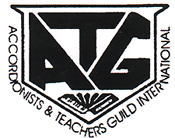 ATG
ACCORDIONISTS & TEACHERS GUILD INTERNATIONAL